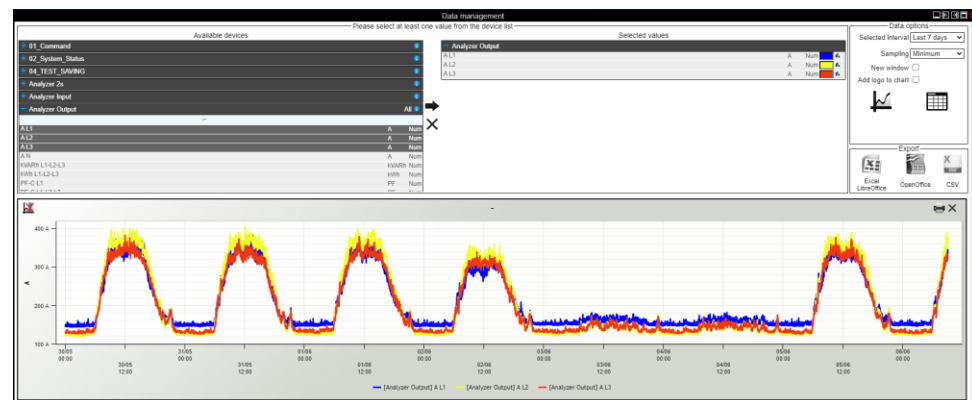 Data management
Please select at least one value from the device list
Available devices
01_Command
02_System_Status
04_TEST_SAVING
Analyzer 2s
Analyzer Input
Analyzer Output All
A L1 A Num
A L2 A Num
A L3 A Num
A N A Num
kVARh L1-L2-L3 kVARh Num
kWh L1-L2-L3 kWh Num
PF-C L1 PF Num
Selected values
Analyzer Output
A L1 A Num
A L2 A Num
A L3 A Num
Data options
Selected Interval Last 7 days
Sampling Minimum
New window
Add logo to chart
Export
Excel
LibreOffice
OpenOffice
CSV
-
400 A
300 A
200 A
100 A
A
30/05 00:00
30/05 12:00
31/05 00:00
31/05 12:00
01/06 00:00
01/06 12:00
02/06 00:00
02/06 12:00
03/06 00:00
03/06 12:00
04/06 00:00
04/06 12:00
05/06 00:00
05/06 12:00
06/06 00:00
[Analyzer Output] A L1 [Analyzer Output] A L2 [Analyzer Output] A L3